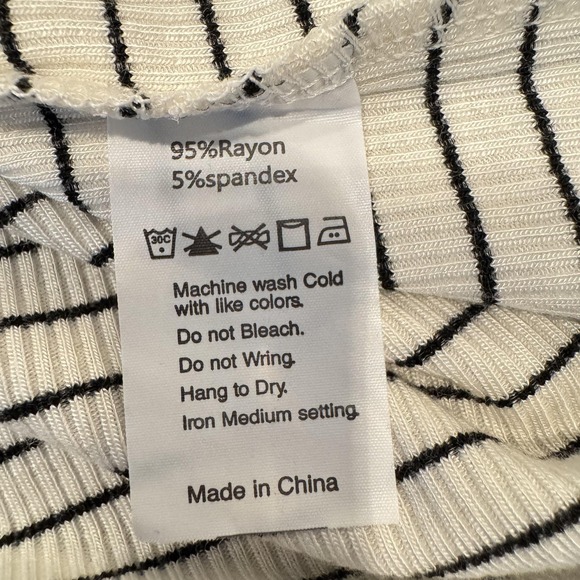 95%Rayon
5%spandex
30C
Machine wash Cold
with like colors.
Do not Bleach.
Do not Wring.
Hang to Dry.
Iron Medium setting.
Made in China